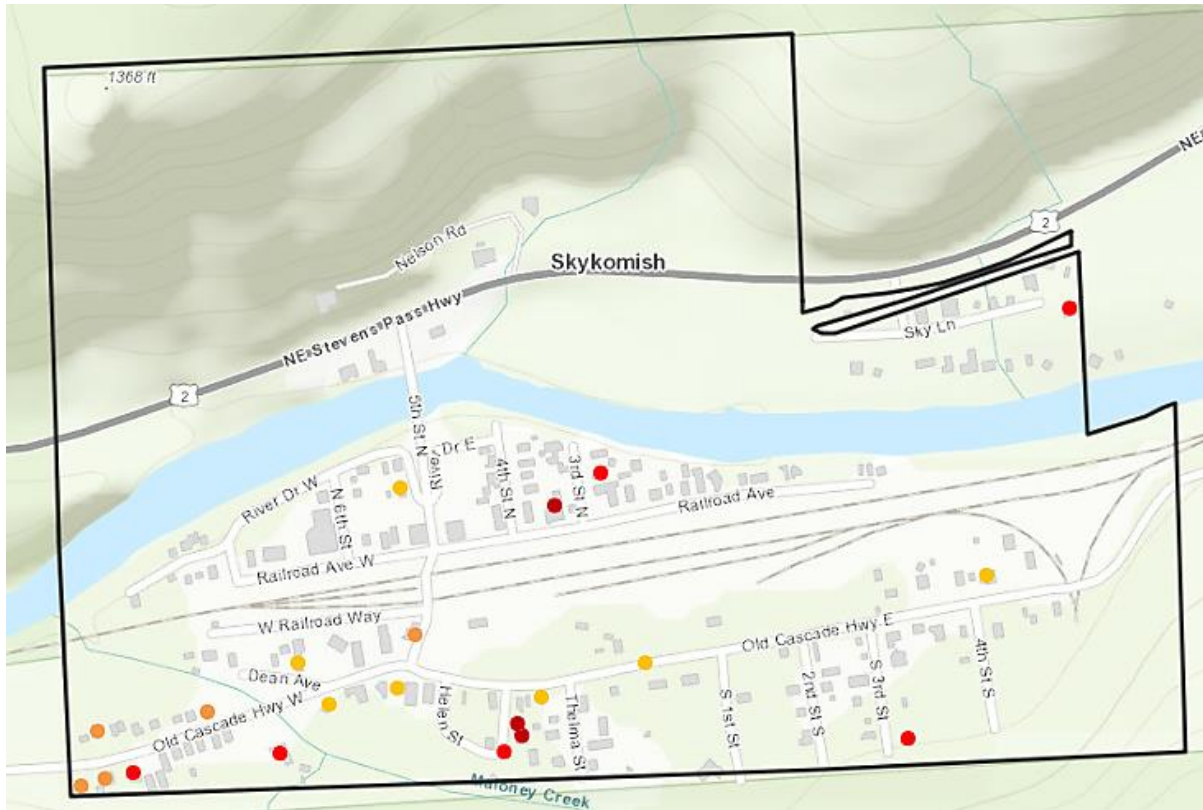 1368 ft
NE
2
Nelson Rd
Skykomish
Sky Ln
NE Stevens Pass Hwy
2
5th St N
River Dr E
4th St N
3rd St N
River Dr W
N 6th St
Railroad Ave
Railroad Ave W
W Railroad Way
Old Cascade Hwy E
Dean Ave
Old Cascade Hwy W
Helen St
Thelma St
S 1st St
2nd St S
S 3rd St
4th St S
Maloney Creek